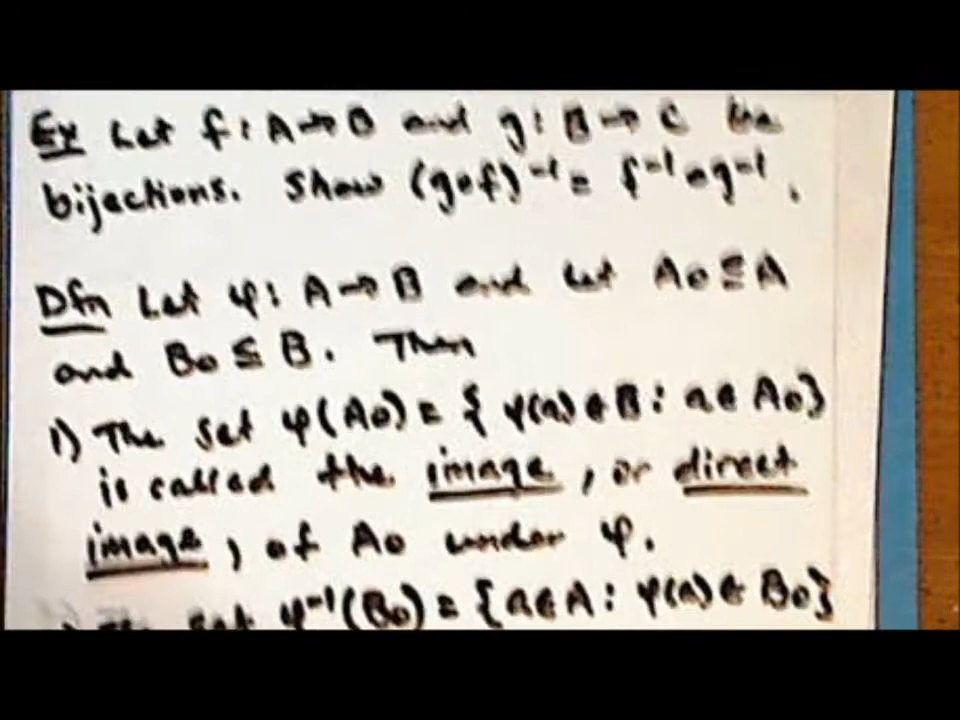 Ex Let f: A→B and g: B→C be
bijections. Show (g∘f)⁻¹ = f⁻¹∘g⁻¹.
Dfn Let φ: A→B and let A₀ ⊆ A
and B₀ ⊆ B. Then
1) The set φ(A₀) = { φ(a) ∈ B : a ∈ A₀}
is called the image, or direct
image, of A₀ under φ.
set φ⁻¹(B₀) = {a ∈ A : φ(a) ∈ B₀}